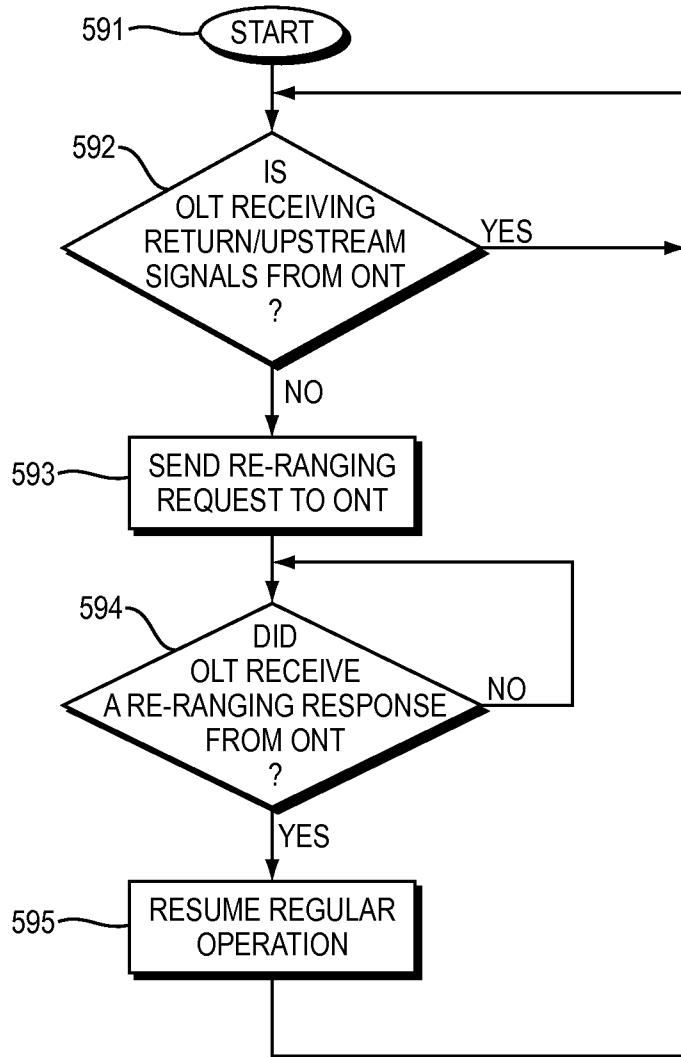 591
START
592
IS
OLT RECEIVING
RETURN/UPSTREAM
SIGNALS FROM ONT
?
YES
NO
593
SEND RE-RANGING
REQUEST TO ONT
594
DID
OLT RECEIVE
A RE-RANGING RESPONSE
FROM ONT
?
NO
YES
595
RESUME REGULAR
OPERATION